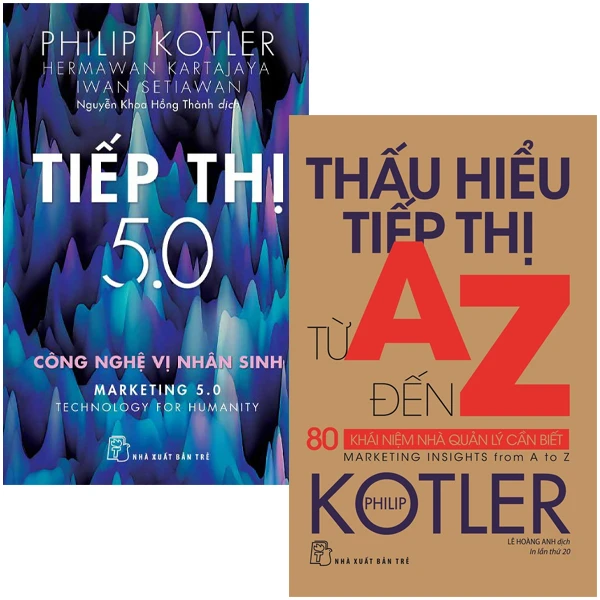 PHILIP KOTLER
HERMAWAN KARTAJAYA
IWAN SETIAWAN
Nguyễn Khoa Hồng Thành dịch
TIẾP THỊ
5.0
CÔNG NGHỆ VỊ NHÂN SINH
MARKETING 5.0
TECHNOLOGY FOR HUMANITY
NHÀ XUẤT BẢN TRẺ
THẤU HIỂU
TIẾP THỊ
TỪ A
ĐẾN Z
80 KHÁI NIỆM NHÀ QUẢN LÝ CẦN BIẾT
MARKETING INSIGHTS from A to Z
PHILIP
KOTLER
LÊ HOÀNG ANH dịch
In lần thứ 20
NHÀ XUẤT BẢN TRẺ